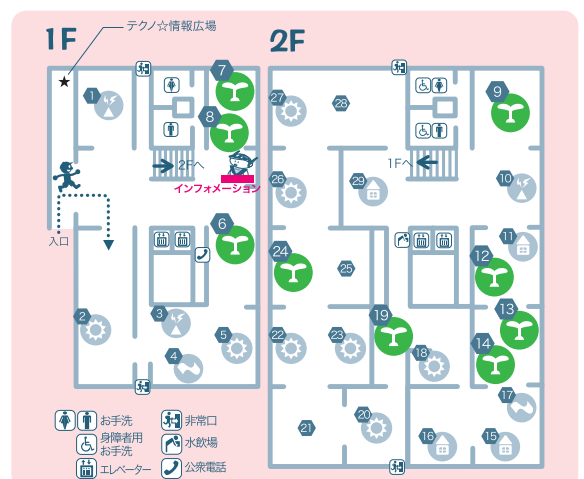 テクノ☆情報広場
1F
2F
7
1
8
27
28
9
2Fへ
1Fへ
インフォメーション
26
29
10
入口
6
11
24
25
12
2
3
5
4
19
13
22
23
14
18
17
20
21
16
15
お手洗
非常口
身障者用
お手洗
水飲場
エレベーター
公衆電話